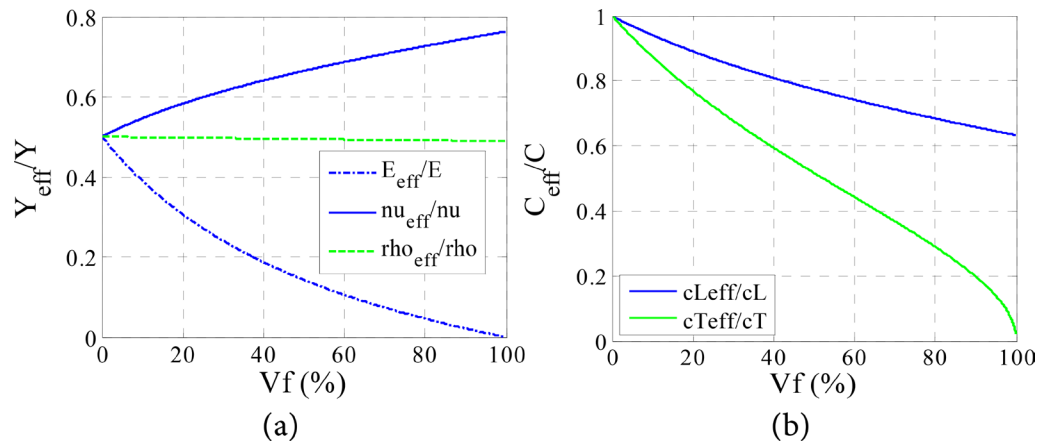 0.8
0.6
0.4
0.2
0
Y_eff/Y
E_eff/E
nu_eff/nu
rho_eff/rho
0 20 40 60 80 100
Vf (%)
(a)
1
0.8
0.6
0.4
0.2
0
C_eff/C
cLeff/cL
cTeff/cT
0 20 40 60 80 100
Vf (%)
(b)